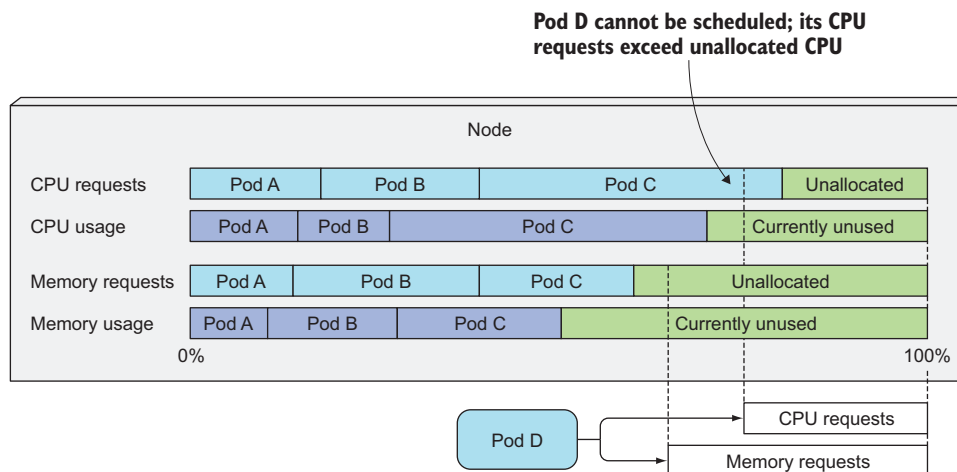 Pod D cannot be scheduled; its CPU
requests exceed unallocated CPU
Node
CPU requests Pod A Pod B Pod C Unallocated
CPU usage Pod A Pod B Pod C Currently unused
Memory requests Pod A Pod B Pod C Unallocated
Memory usage Pod A Pod B Pod C Currently unused
0% 100%
CPU requests
Pod D
Memory requests